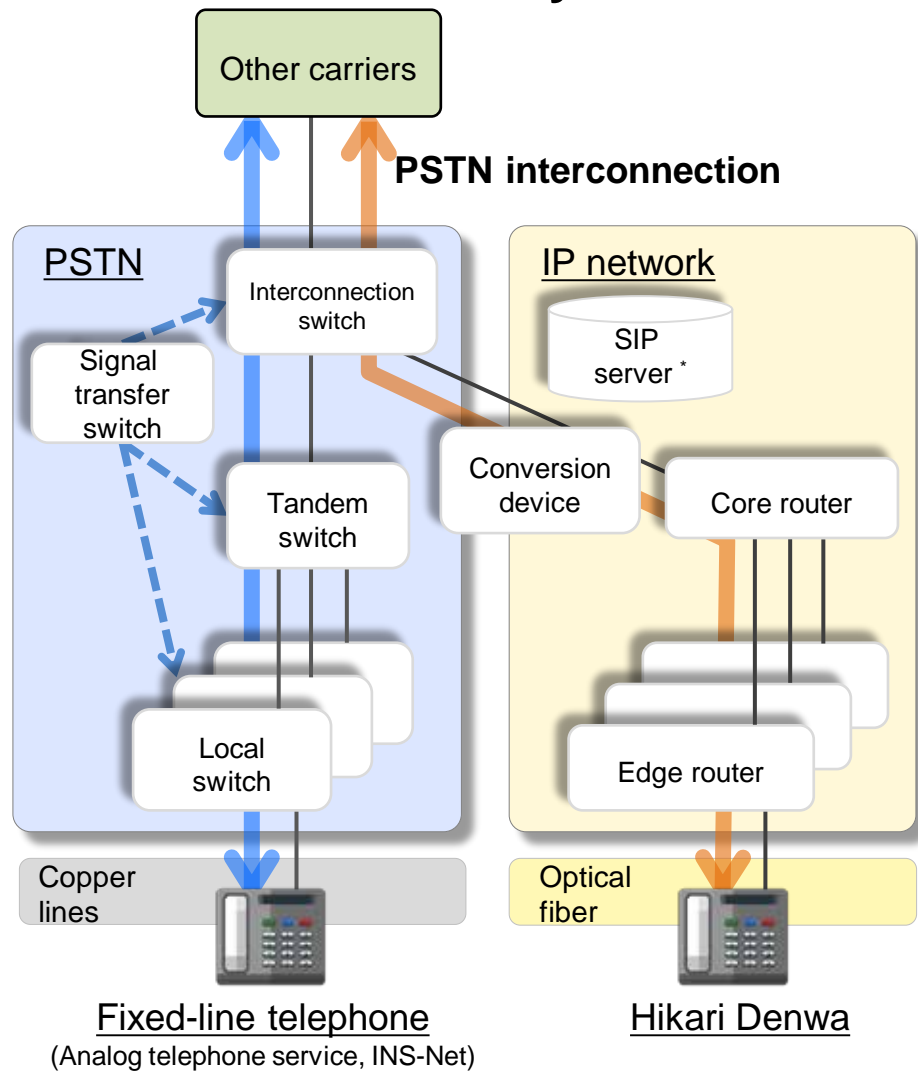 Other carriers
PSTN interconnection
PSTN
IP network
Interconnection
switch
SIP
server *
Signal
transfer
switch
Conversion
device
Tandem
switch
Core router
Local
switch
Edge router
Copper
lines
Optical
fiber
Fixed-line telephone
(Analog telephone service, INS-Net)
Hikari Denwa